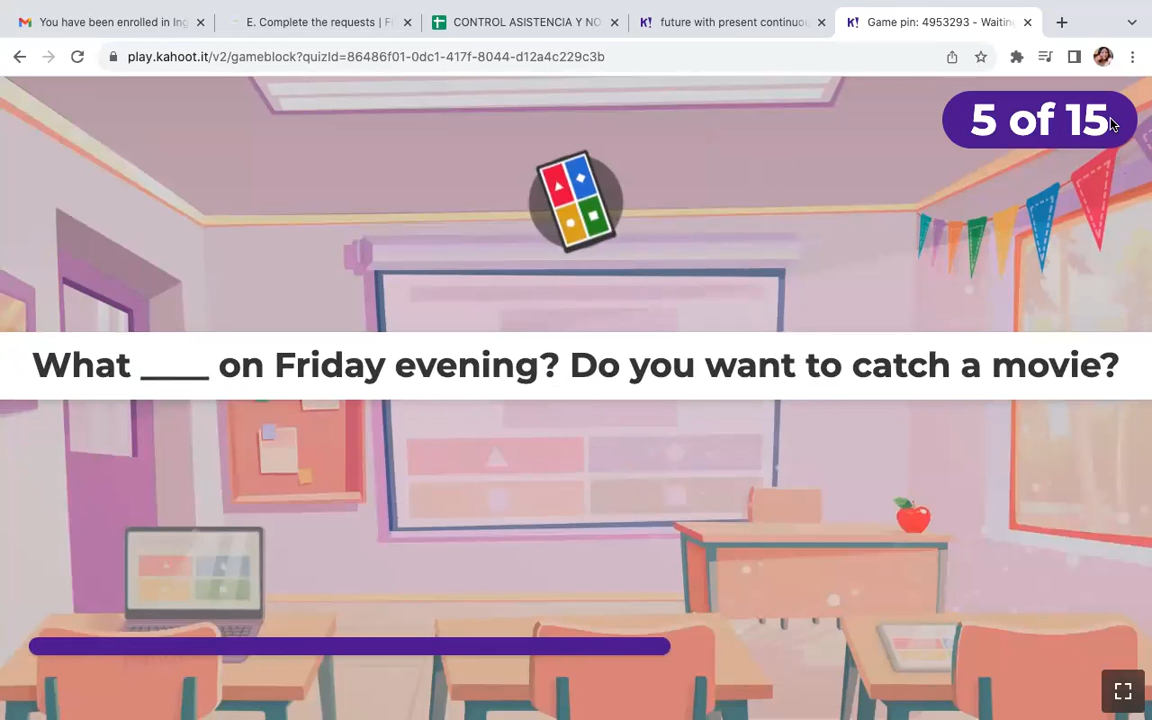 You have been enrolled in Ing
E. Complete the requests | Fi
CONTROL ASISTENCIA Y NO
future with present continuou
Game pin: 4953293 - Waitin
play.kahoot.it/v2/gameblock?quizId=86486f01-0dc1-417f-8044-d12a4c229c3b
5 of 15
What ____ on Friday evening? Do you want to catch a movie?